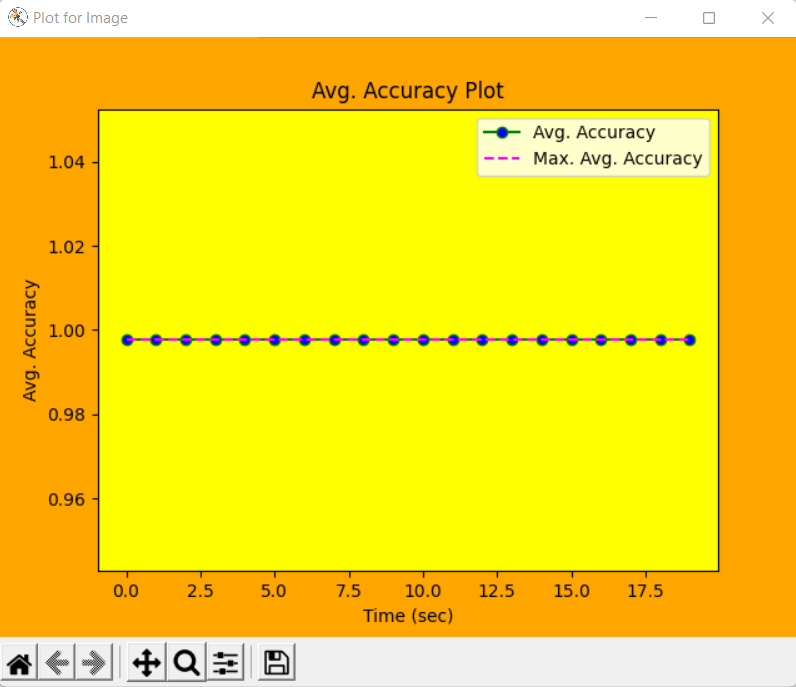 Plot for Image
Avg. Accuracy Plot
Avg. Accuracy
Max. Avg. Accuracy
Avg. Accuracy
1.04
1.02
1.00
0.98
0.96
0.0 2.5 5.0 7.5 10.0 12.5 15.0 17.5
Time (sec)